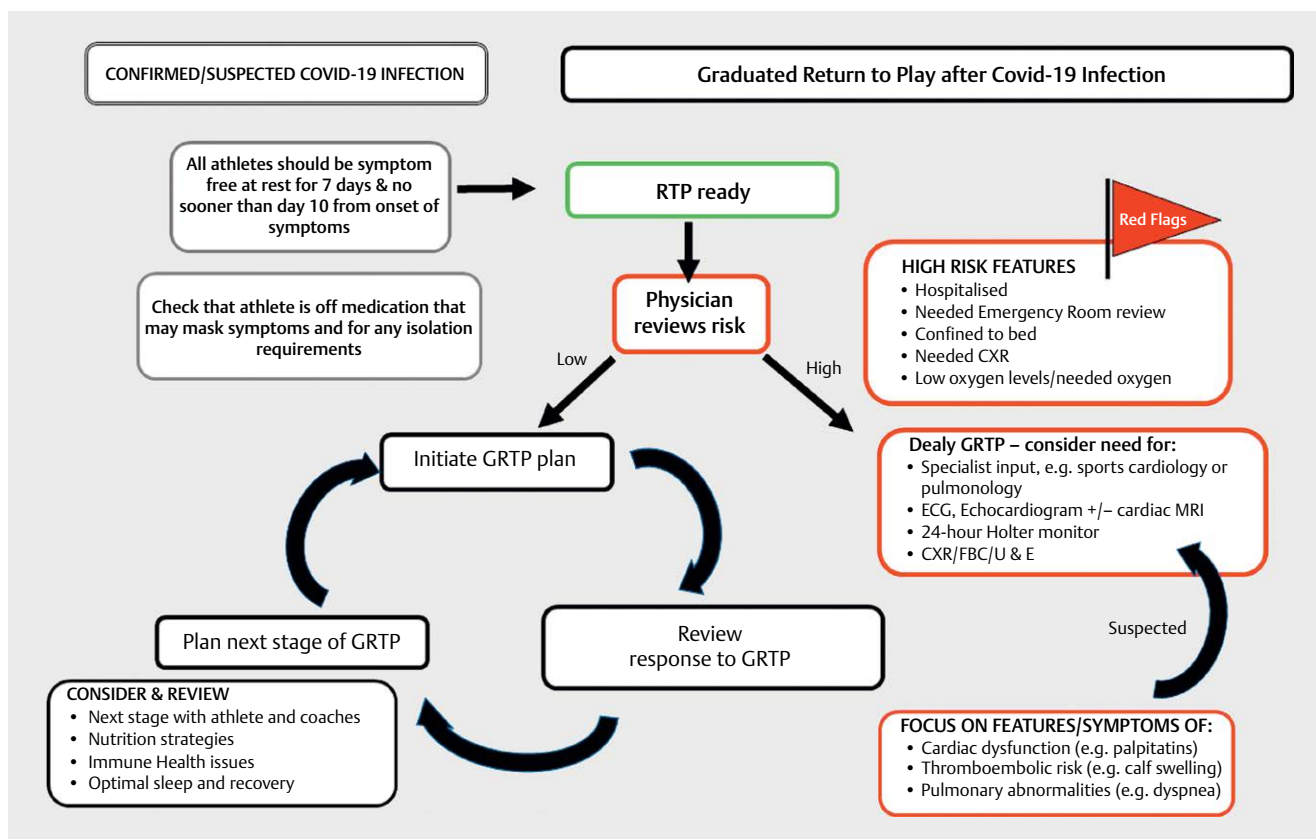 CONFIRMED/SUSPECTED COVID-19 INFECTION
Graduated Return to Play after Covid-19 Infection
All athletes should be symptom
free at rest for 7 days & no
sooner than day 10 from onset of
symptoms
RTP ready
Red Flags
HIGH RISK FEATURES
• Hospitalised
• Needed Emergency Room review
• Confined to bed
• Needed CXR
• Low oxygen levels/needed oxygen
Check that athlete is off medication that
may mask symptoms and for any isolation
requirements
Physician
reviews risk
Low
High
Initiate GRTP plan
Dealy GRTP – consider need for:
• Specialist input, e.g. sports cardiology or
pulmonology
• ECG, Echocardiogram +/– cardiac MRI
• 24-hour Holter monitor
• CXR/FBC/U & E
Suspected
Plan next stage of GRTP
Review
response to GRTP
CONSIDER & REVIEW
• Next stage with athlete and coaches
• Nutrition strategies
• Immune Health issues
• Optimal sleep and recovery
FOCUS ON FEATURES/SYMPTOMS OF:
• Cardiac dysfunction (e.g. palpitatins)
• Thromboembolic risk (e.g. calf swelling)
• Pulmonary abnormalities (e.g. dyspnea)